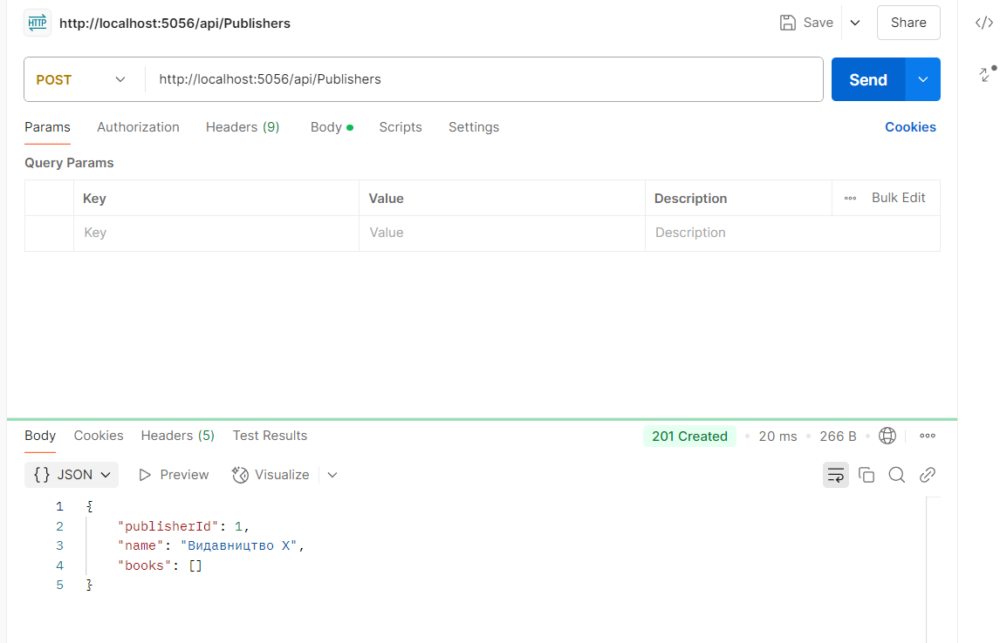 HTTP http://localhost:5056/api/Publishers Save Share
POST http://localhost:5056/api/Publishers Send
Params Authorization Headers (9) Body Scripts Settings Cookies
Query Params
Key Value Description Bulk Edit
Key Value Description
Body Cookies Headers (5) Test Results 201 Created 20 ms 266 B
{} JSON Preview Visualize
1 {
2 "publisherId": 1,
3 "name": "Видавництво X",
4 "books": []
5 }